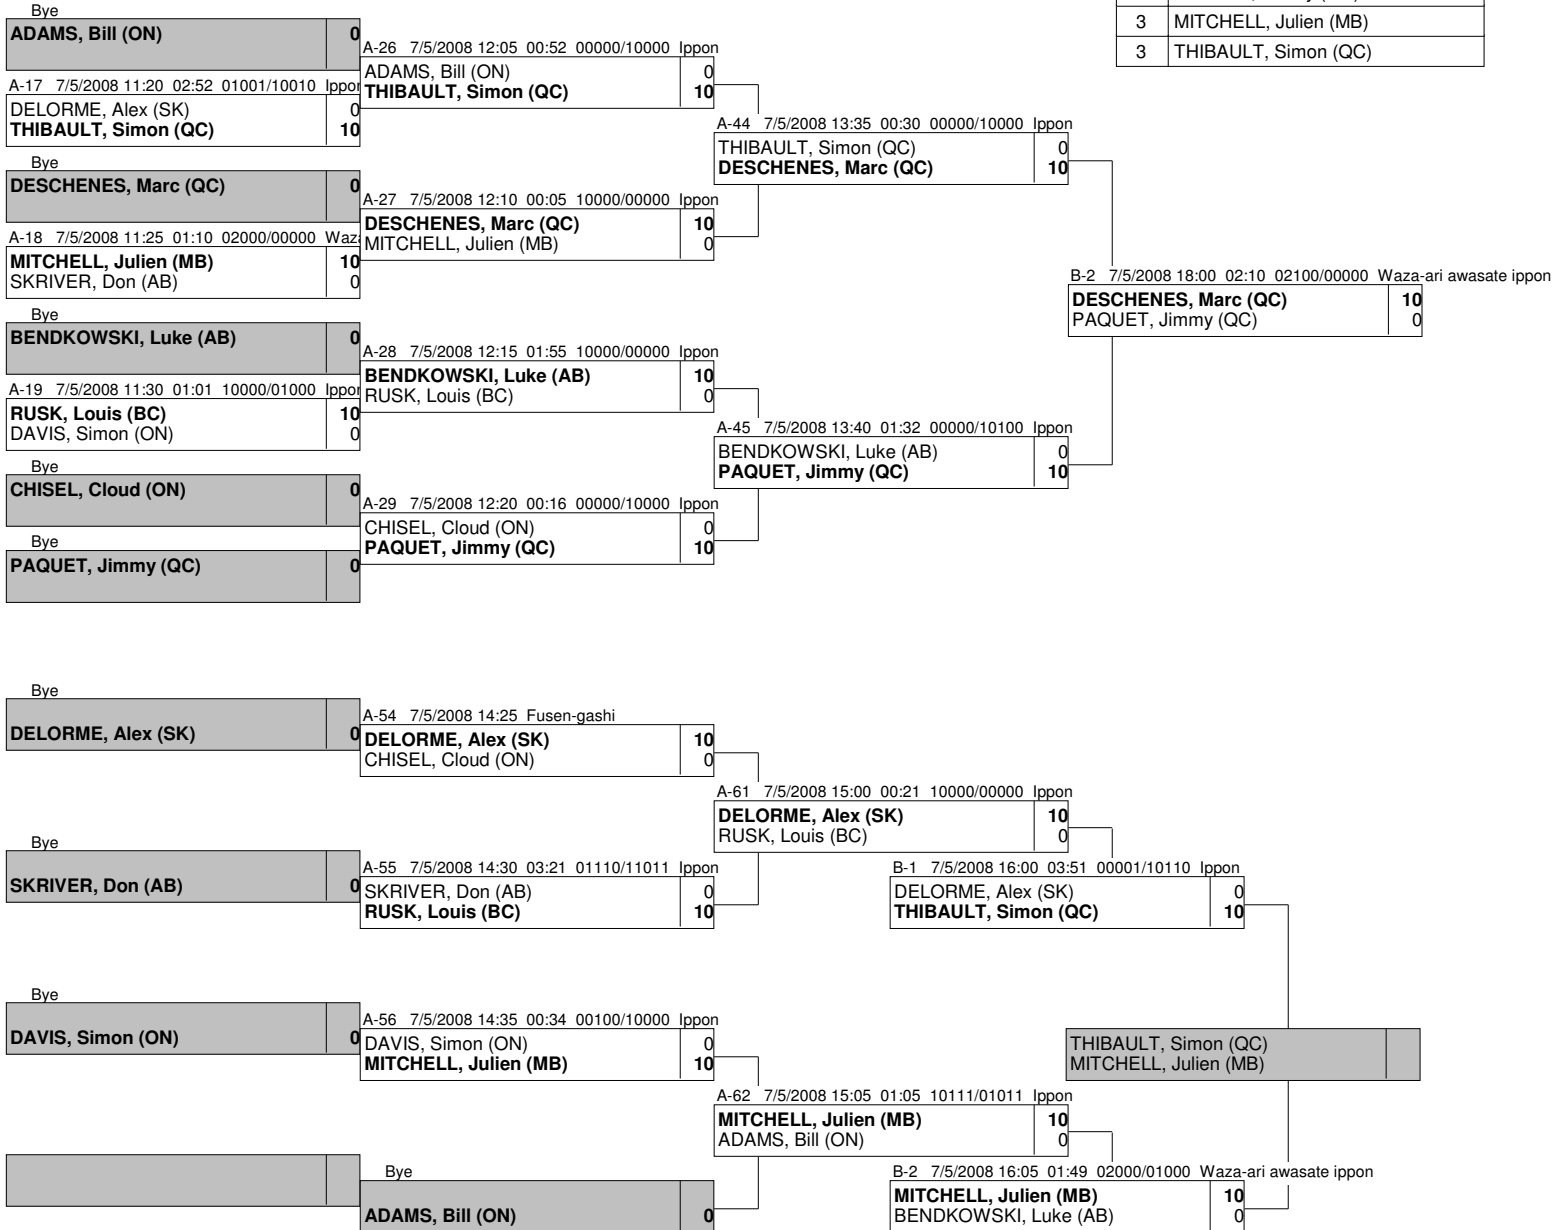 Bye
ADAMS, Bill (ON) 0
A-17 7/5/2008 11:20 02:52 01001/10010 Ippon
DELORME, Alex (SK) 0
THIBAULT, Simon (QC) 10
Bye
DESCHENES, Marc (QC) 0
A-18 7/5/2008 11:25 01:10 02000/00000
MITCHELL, Julien (MB) 10
SKRIVER, Don (AB) 0
Bye
BENDKOWSKI, Luke (AB) 0
A-19 7/5/2008 11:30 01:01 10000/01000 Ippon
RUSK, Louis (BC) 10
DAVIS, Simon (ON) 0
Bye
CHISEL, Cloud (ON) 0
Bye
PAQUET, Jimmy (QC) 0
A-26 7/5/2008 12:05 00:52 00000/10000 Ippon
ADAMS, Bill (ON) 0
THIBAULT, Simon (QC) 10
A-27 7/5/2008 12:10 00:05 10000/00000 Ippon
DESCHENES, Marc (QC) 10
MITCHELL, Julien (MB) 0
A-28 7/5/2008 12:15 01:55 10000/00000 Ippon
BENDKOWSKI, Luke (AB) 10
RUSK, Louis (BC) 0
A-29 7/5/2008 12:20 00:16 00000/10000 Ippon
CHISEL, Cloud (ON) 0
PAQUET, Jimmy (QC) 10
A-44 7/5/2008 13:35 00:30 00000/10000 Ippon
THIBAULT, Simon (QC) 0
DESCHENES, Marc (QC) 10
A-45 7/5/2008 13:40 01:32 00000/10100 Ippon
BENDKOWSKI, Luke (AB) 0
PAQUET, Jimmy (QC) 10
3 MITCHELL, Julien (MB)
3 THIBAULT, Simon (QC)
B-2 7/5/2008 18:00 02:10 02100/00000 Waza-ari awasate ippon
DESCHENES, Marc (QC) 10
PAQUET, Jimmy (QC) 0
Bye
DELORME, Alex (SK) 0
Bye
SKRIVER, Don (AB) 0
Bye
DAVIS, Simon (ON) 0
A-54 7/5/2008 14:25 Fusen-gashi
DELORME, Alex (SK) 10
CHISEL, Cloud (ON) 0
A-55 7/5/2008 14:30 03:21 01110/11011 Ippon
SKRIVER, Don (AB) 0
RUSK, Louis (BC) 10
A-56 7/5/2008 14:35 00:34 00100/10000 Ippon
DAVIS, Simon (ON) 0
MITCHELL, Julien (MB) 10
Bye
ADAMS, Bill (ON) 0
A-61 7/5/2008 15:00 00:21 10000/00000 Ippon
DELORME, Alex (SK) 10
RUSK, Louis (BC) 0
A-62 7/5/2008 15:05 01:05 10111/01011 Ippon
MITCHELL, Julien (MB) 10
ADAMS, Bill (ON) 0
B-1 7/5/2008 16:00 03:51 00001/10110 Ippon
DELORME, Alex (SK) 0
THIBAULT, Simon (QC) 10
THIBAULT, Simon (QC)
MITCHELL, Julien (MB)
B-2 7/5/2008 16:05 01:49 02000/01000 Waza-ari awasate ippon
MITCHELL, Julien (MB) 10
BENDKOWSKI, Luke (AB) 0